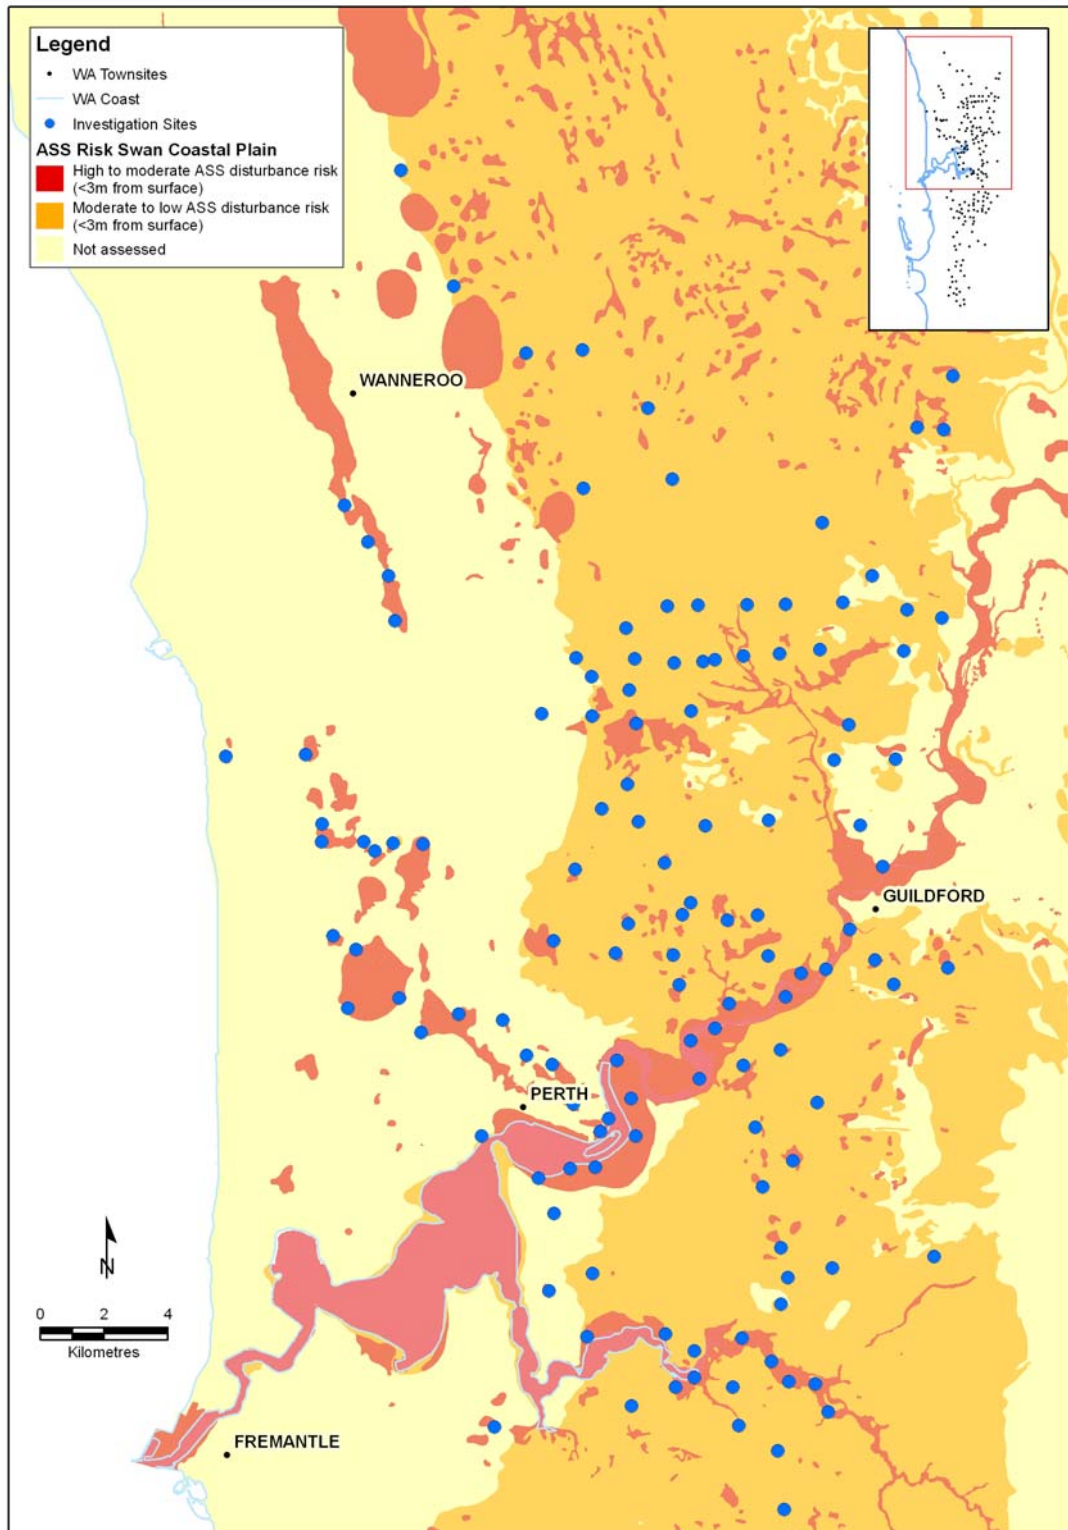 Legend
WA Townsites
WA Coast
Investigation Sites
ASS Risk Swan Coastal Plain
High to moderate ASS disturbance risk
(<3m from surface)
Moderate to low ASS disturbance risk
(<3m from surface)
Not assessed
WANNEROO
GUILDFORD
PERTH
N
0 2 4
Kilometres
FREMANTLE